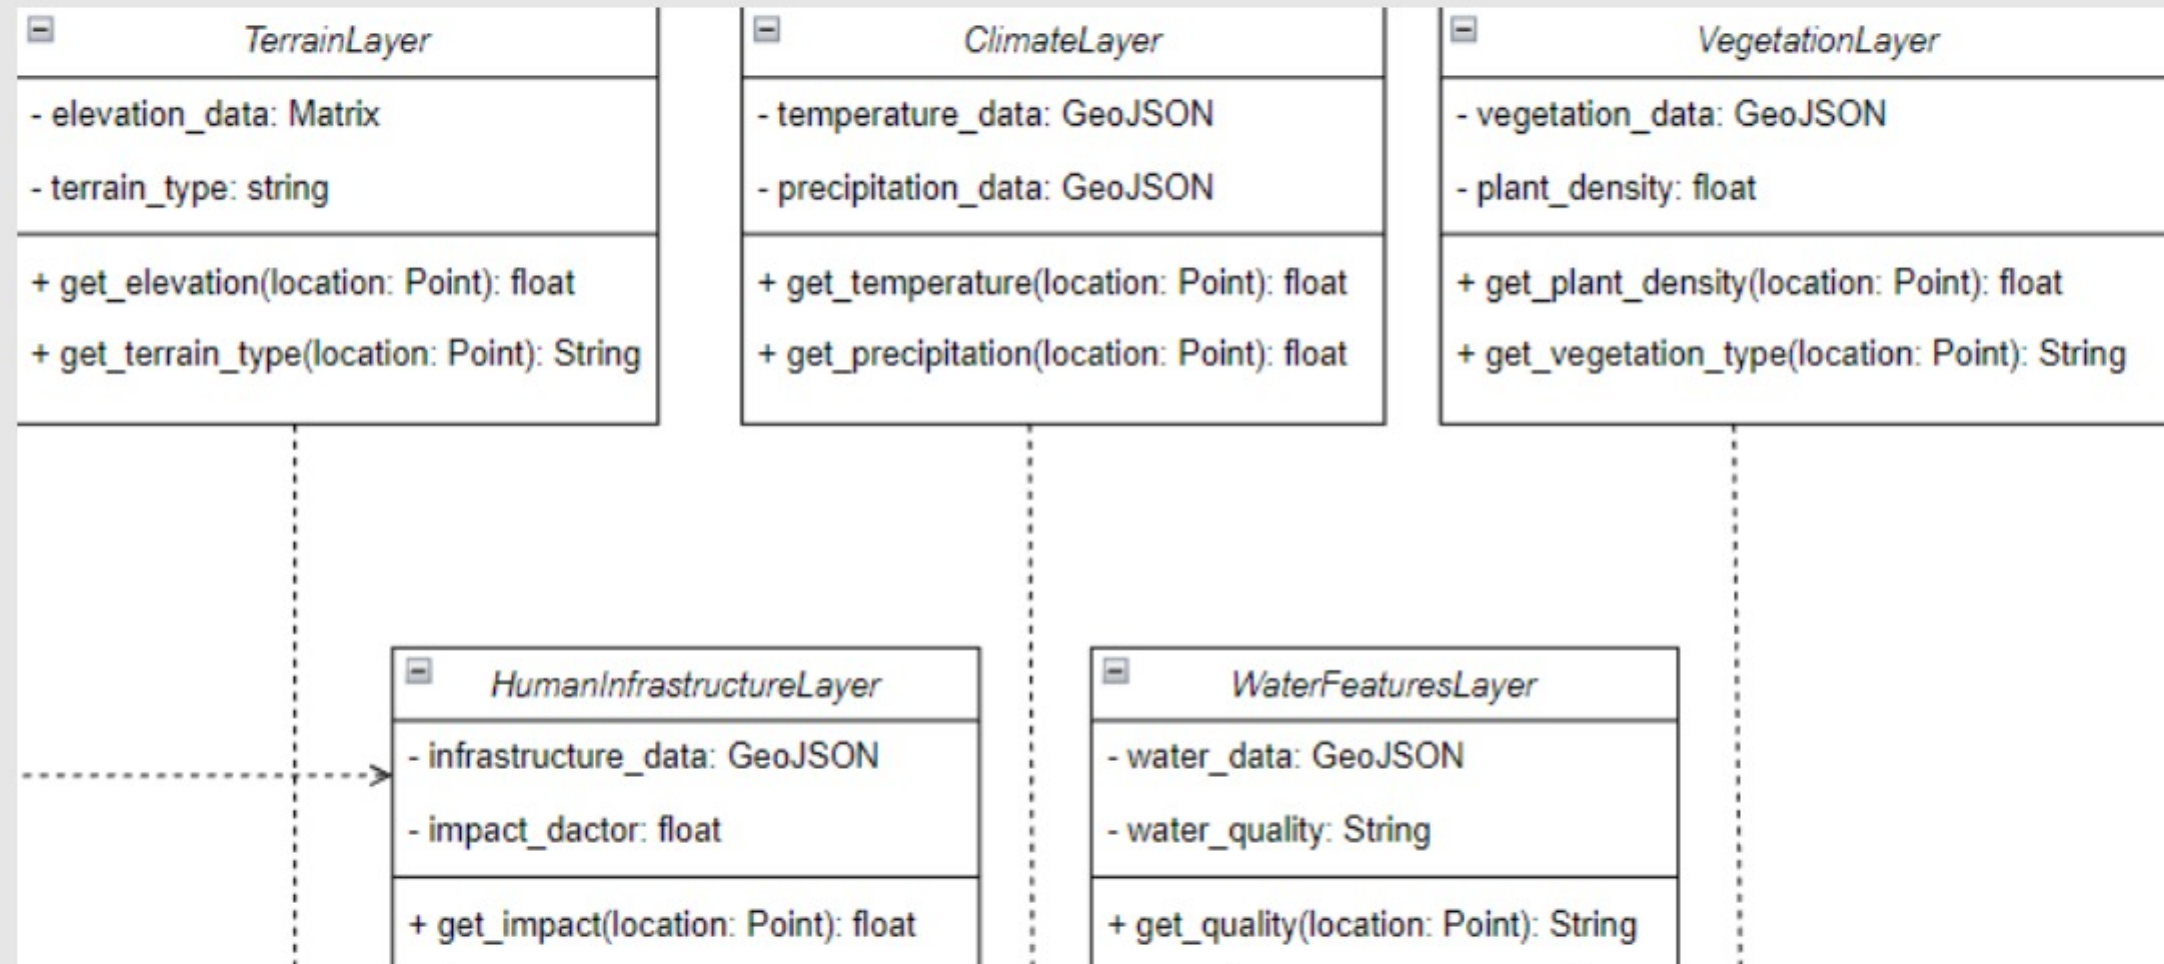 TerrainLayer
- elevation_data: Matrix
- terrain_type: string
+ get_elevation(location: Point): float
+ get_terrain_type(location: Point): String
ClimateLayer
- temperature_data: GeoJSON
- precipitation_data: GeoJSON
+ get_temperature(location: Point): float
+ get_precipitation(location: Point): float
VegetationLayer
- vegetation_data: GeoJSON
- plant_density: float
+ get_plant_density(location: Point): float
+ get_vegetation_type(location: Point): String
HumanInfrastructureLayer
- infrastructure_data: GeoJSON
- impact_dactor: float
+ get_impact(location: Point): float
WaterFeaturesLayer
- water_data: GeoJSON
- water_quality: String
+ get_quality(location: Point): String